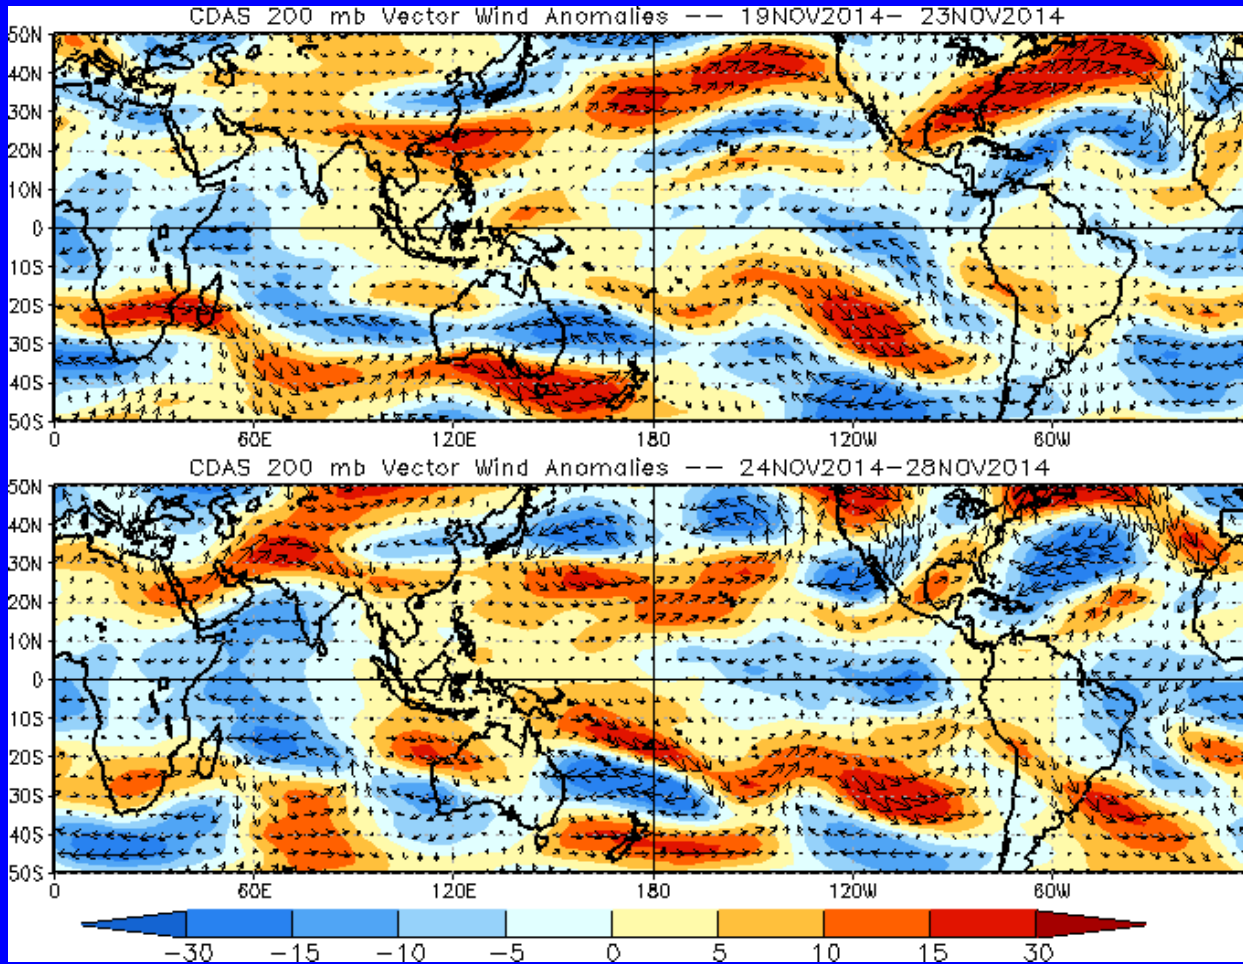 CDAS 200 mb Vector Wind Anomalies -- 19NOV2014- 23NOV2014
50N
40N
30N
20N
10N
0
10S
20S
30S
40S
50S
0 60E 120E 180 120W 60W
CDAS 200 mb Vector Wind Anomalies -- 24NOV2014-28NOV2014
50N
40N
30N
20N
10N
0
10S
20S
30S
40S
50S
0 60E 120E 180 120W 60W
-30 -15 -10 -5 0 5 10 15 30